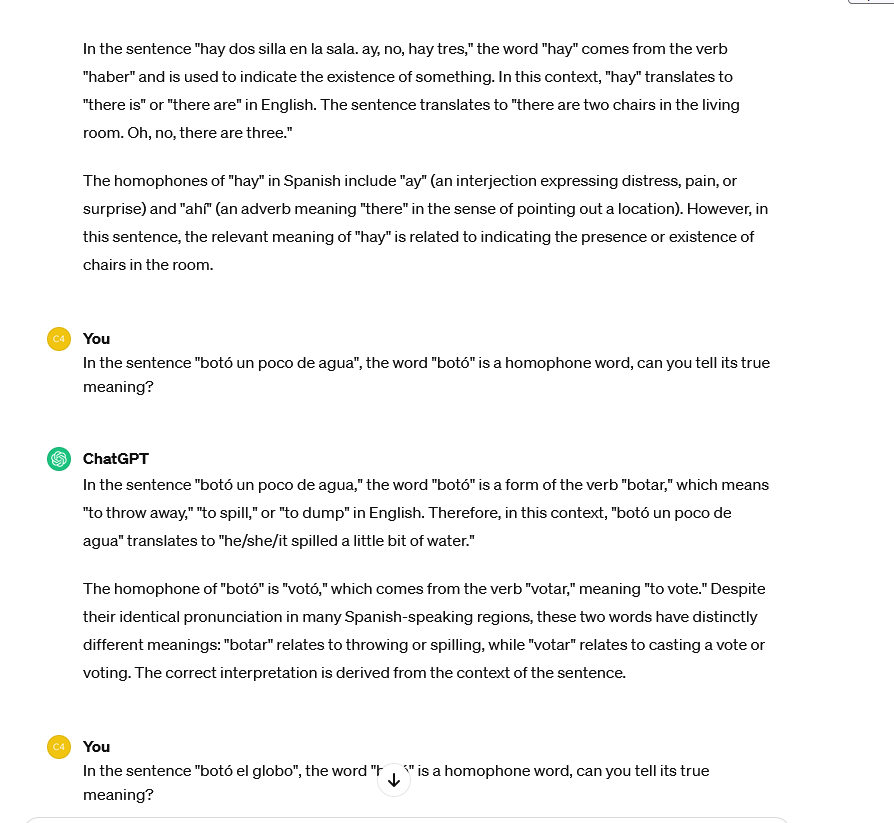 In the sentence "hay dos silla en la sala. ay, no, hay tres," the word "hay" comes from the verb
"haber" and is used to indicate the existence of something. In this context, "hay" translates to
"there is" or "there are" in English. The sentence translates to "there are two chairs in the living
room. Oh, no, there are three."
The homophones of "hay" in Spanish include "ay" (an interjection expressing distress, pain, or
surprise) and "ahí" (an adverb meaning "there" in the sense of pointing out a location). However, in
this sentence, the relevant meaning of "hay" is related to indicating the presence or existence of
chairs in the room.
C4
You
In the sentence "botó un poco de agua", the word "botó" is a homophone word, can you tell its true
meaning?
ChatGPT
In the sentence "botó un poco de agua," the word "botó" is a form of the verb "botar," which means
"to throw away," "to spill," or "to dump" in English. Therefore, in this context, "botó un poco de
agua" translates to "he/she/it spilled a little bit of water."
The homophone of "botó" is "votó," which comes from the verb "votar," meaning "to vote." Despite
their identical pronunciation in many Spanish-speaking regions, these two words have distinctly
different meanings: "botar" relates to throwing or spilling, while "votar" relates to casting a vote or
voting. The correct interpretation is derived from the context of the sentence.
C4
You
In the sentence "botó el globo", the word is a homophone word, can you tell its true
meaning?